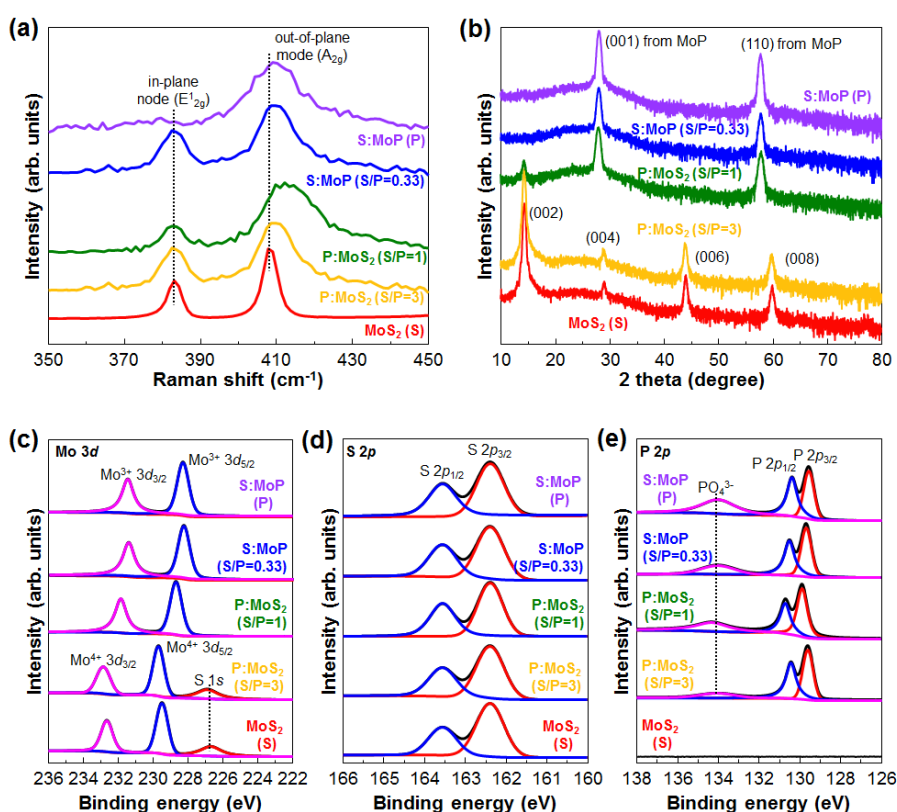 (a)
out-of-plane
mode (A2g)
in-plane
node (E¹2g)
S:MoP (P)
S:MoP (S/P=0.33)
P:MoS₂ (S/P=1)
P:MoS₂ (S/P=3)
MoS₂ (S)
Intensity (arb. units)
350 370 390 410 430 450
Raman shift (cm⁻¹)
(b)
(001) from MoP (110) from MoP
S:MoP (P)
S:MoP (S/P=0.33)
P:MoS₂ (S/P=1)
(002)
P:MoS₂ (S/P=3)
(004)
(006) (008)
MoS₂ (S)
Intensity (arb. units)
10 20 30 40 50 60 70 80
2 theta (degree)
(c)
Mo 3d
Mo³⁺ 3d3/2 Mo³⁺ 3d5/2
S:MoP
(P)
S:MoP
(S/P=0.33)
P:MoS₂
(S/P=1)
Mo⁴⁺ 3d3/2 Mo⁴⁺ 3d5/2
P:MoS₂
(S/P=3)
S 1s
MoS₂
(S)
Intensity (arb. units)
236 234 232 230 228 226 224 222
Binding energy (eV)
(d)
S 2p
S 2p1/2 S 2p3/2
S:MoP
(P)
S:MoP
(S/P=0.33)
P:MoS₂
(S/P=1)
P:MoS₂
(S/P=3)
MoS₂
(S)
Intensity (arb. units)
166 165 164 163 162 161 160
Binding energy (eV)
(e)
P 2p
P 2p1/2 P 2p3/2
PO₄³⁻
S:MoP
(P)
S:MoP
(S/P=0.33)
P:MoS₂
(S/P=1)
P:MoS₂
(S/P=3)
MoS₂
(S)
Intensity (arb. units)
138 136 134 132 130 128 126
Binding energy (eV)